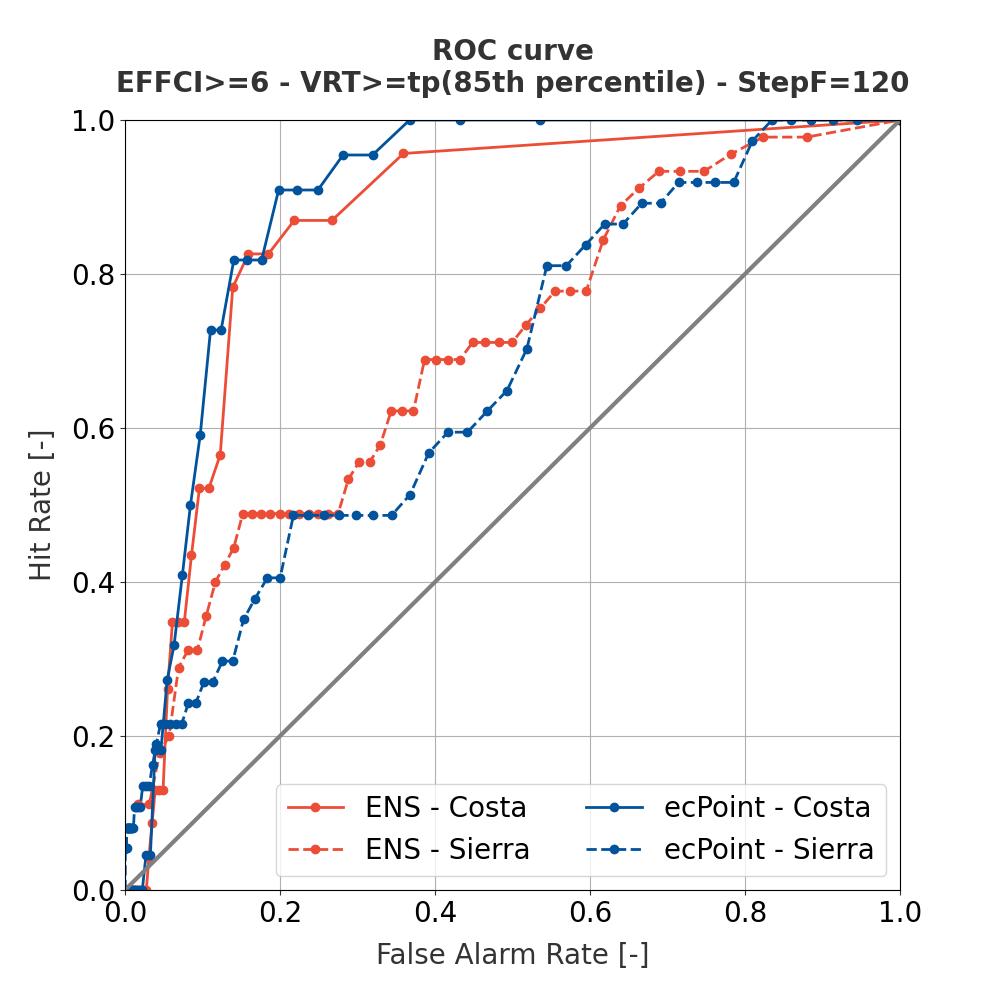 ROC curve
EFFCI>=6 - VRT>=tp(85th percentile) - StepF=120
1.0
0.8
0.6
0.4
0.2
0.0
Hit Rate [-]
0.0 0.2 0.4 0.6 0.8 1.0
False Alarm Rate [-]
ENS - Costa
ENS - Sierra
ecPoint - Costa
ecPoint - Sierra